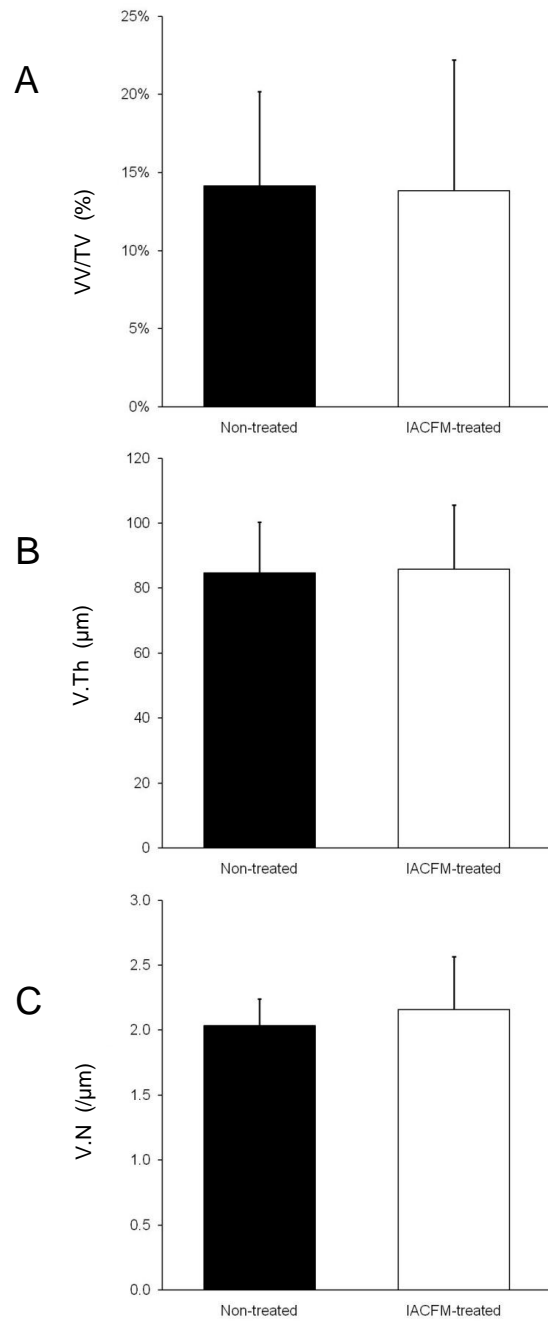 A
VV/TV (%)
25%
20%
15%
10%
5%
0%
Non-treated IACFM-treated
B
V.Th (µm)
120
100
80
60
40
20
0
Non-treated IACFM-treated
C
V.N (/µm)
3.0
2.5
2.0
1.5
1.0
0.5
0.0
Non-treated IACFM-treated